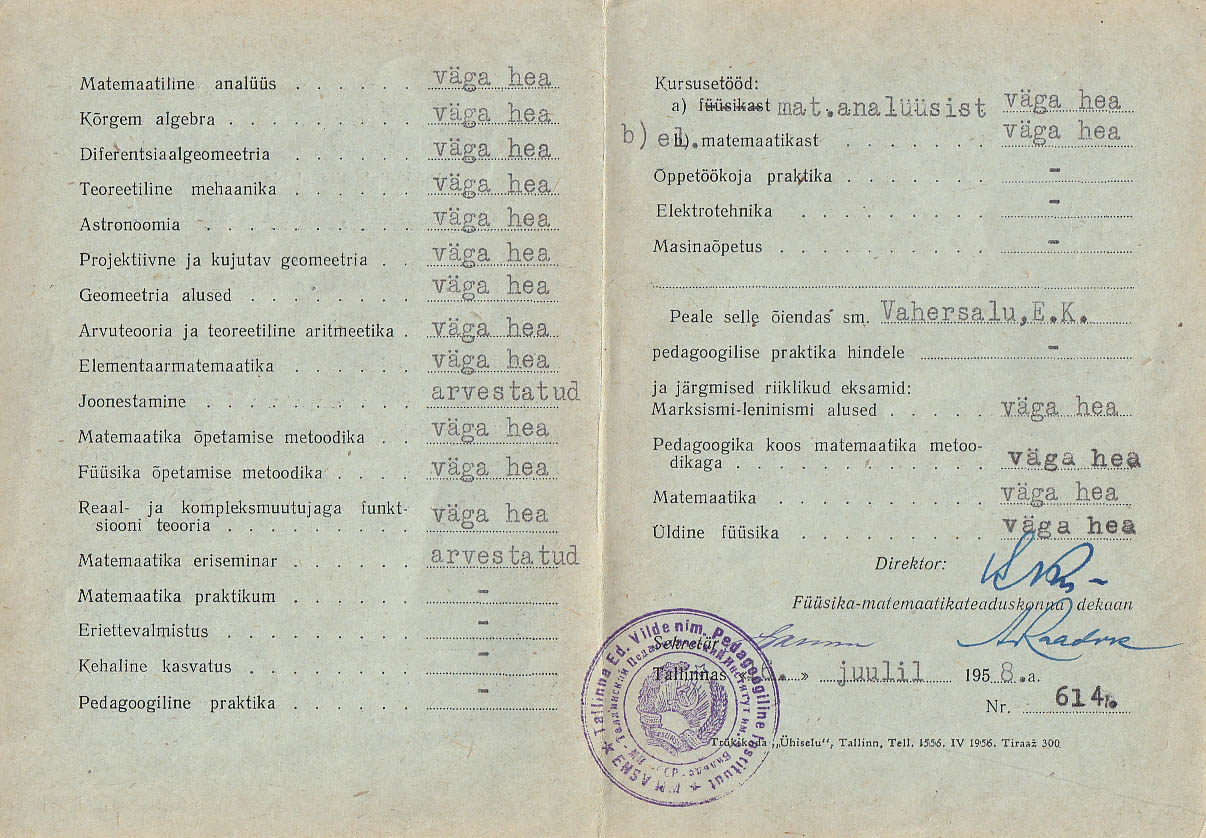 Matemaatiline analüüs . . . . . . väga hea
Kõrgem algebra . . . . . . . . väga hea
Diferentsiaalgeomeetria . . . . . . väga hea
Teoreetiline mehaanika . . . . . . väga hea
Astronoomia . . . . . . . . . väga hea
Projektiivne ja kujutav geomeetria . . väga hea
Geomeetria alused . . . . . . . . väga hea
Arvuteooria ja teoreetiline aritmeetika . väga hea
Elementaarmatemaatika . . . . . . väga hea
Joonestamine . . . . . . . . . . arvestatud
Matemaatika õpetamise metoodika . . väga hea
Füüsika õpetamise metoodika . . . . väga hea
Reaal- ja kompleksmuutujaga funkt-
siooni teooria . . . . . . . . . väga hea
Matemaatika eriseminar . . . . . . arvestatud
Matemaatika praktikum . . . . . . -
Eriettevalmistus . . . . . . . . . -
Kehaline kasvatus . . . . . . . . -
Pedagoogiline praktika . . . . . . -
Kursusetööd:
a) füüsikast mat.analüüsist väga hea
b) el. matemaatikast . . . . . . . väga hea
Õppetöökoja praktika . . . . . . . -
Elektrotehnika . . . . . . . . . -
Masinaõpetus . . . . . . . . . . -
Peale selle õiendas sm. Vahersalu,E.K.
pedagoogilise praktika hindele -
ja järgmised riiklikud eksamid:
Marksismi-leninismi alused . . . . . väga hea
Pedagoogika koos matemaatika metoo-
dikaga . . . . . . . . . . . . väga hea
Matemaatika . . . . . . . . . . väga hea
Üldine füüsika . . . . . . . . . väga hea
Direktor:
Füüsika-matemaatikateaduskonna dekaan
Sekretär
Tallinnas » juulil 1958.a.
Nr. 614.
Trükikoda „Ühiselu", Tallinn, Tell. 1556. IV 1956. Tiraaž 300
Tallinna Ed. Vilde nim. Pedagoogiline Instituut